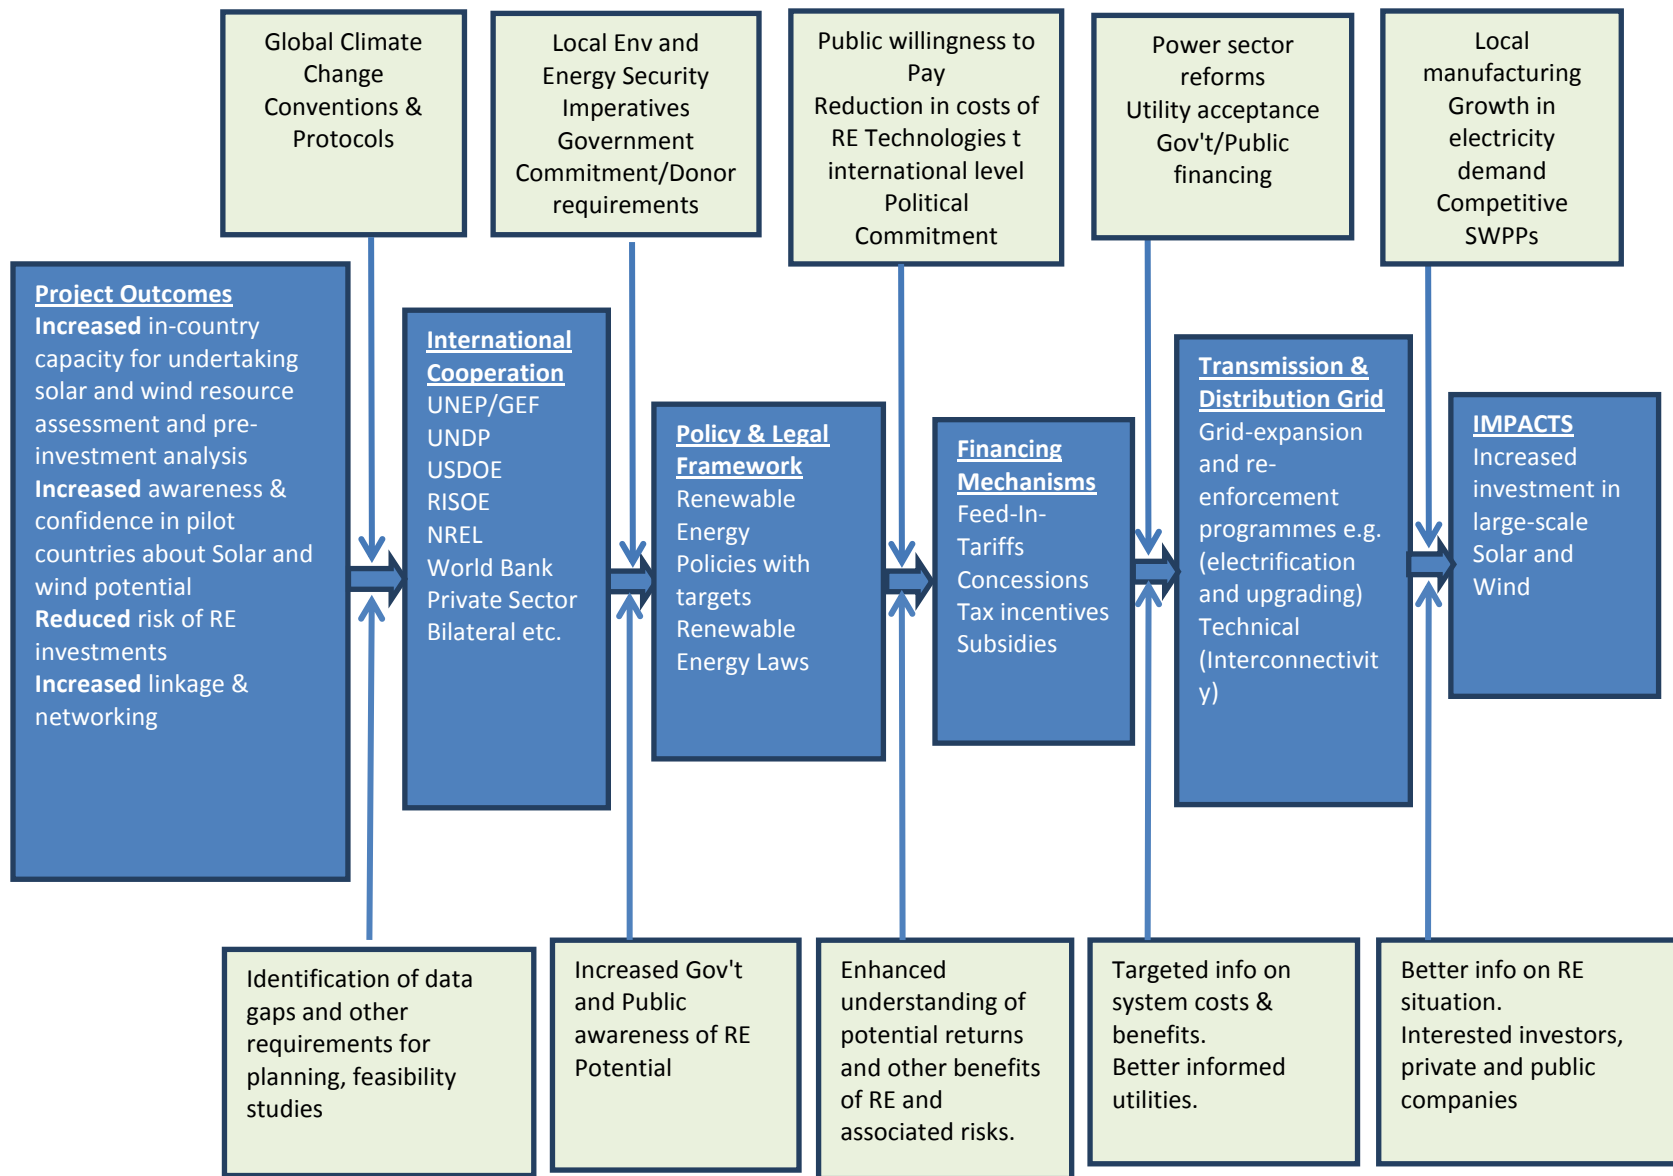 Global Climate
Change
Conventions &
Protocols
Local Env and
Energy Security
Imperatives
Government
Commitment/Donor
requirements
Public willingness to
Pay
Reduction in costs of
RE Technologies t
international level
Political
Commitment
Power sector
reforms
Utility acceptance
Gov't/Public
financing
Local
manufacturing
Growth in
electricity
demand
Competitive
SWPPs
Project Outcomes
Increased in-country
capacity for undertaking
solar and wind resource
assessment and pre-
investment analysis
Increased awareness &
confidence in pilot
countries about Solar and
wind potential
Reduced risk of RE
investments
Increased linkage &
networking
International
Cooperation
UNEP/GEF
UNDP
USDOE
RISOE
NREL
World Bank
Private Sector
Bilateral etc.
Policy & Legal
Framework
Renewable
Energy
Policies with
targets
Renewable
Energy Laws
Financing
Mechanisms
Feed-In-
Tariffs
Concessions
Tax incentives
Subsidies
Transmission &
Distribution Grid
Grid-expansion
and re-
enforcement
programmes e.g.
(electrification
and upgrading)
Technical
(Interconnectivit
y)
IMPACTS
Increased
investment in
large-scale
Solar and
Wind
Identification of data
gaps and other
requirements for
planning, feasibility
studies
Increased Gov't
and Public
awareness of RE
Potential
Enhanced
understanding of
potential returns
and other benefits
of RE and
associated risks.
Targeted info on
system costs &
benefits.
Better informed
utilities.
Better info on RE
situation.
Interested investors,
private and public
companies